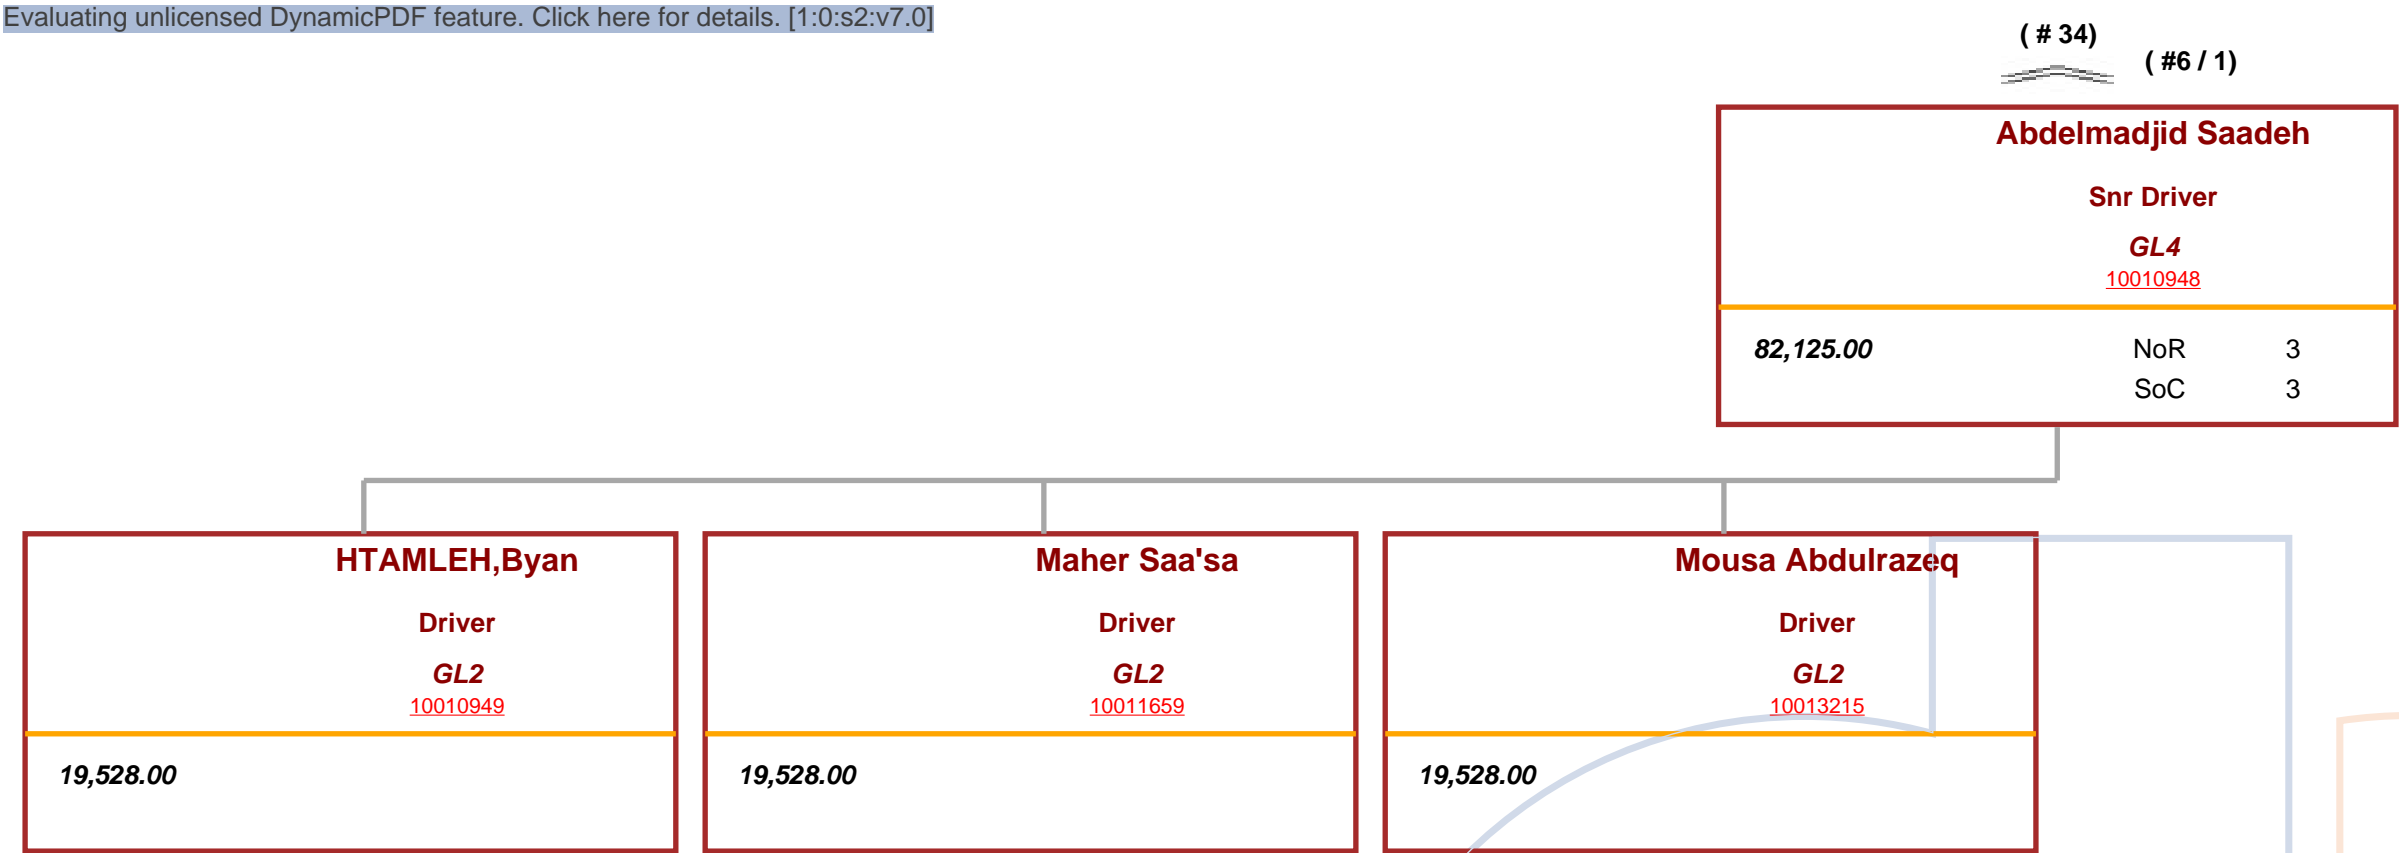 Evaluating unlicensed DynamicPDF feature. Click here for details. [1:0:s2:v7.0]
( # 34)
( #6 / 1)
Abdelmadjid Saadeh
Snr Driver
GL4
10010948
82,125.00 NoR 3
SoC 3
HTAMLEH,Byan
Driver
GL2
10010949
19,528.00
Maher Saa'sa
Driver
GL2
10011659
19,528.00
Mousa Abdulrazeq
Driver
GL2
10013215
19,528.00